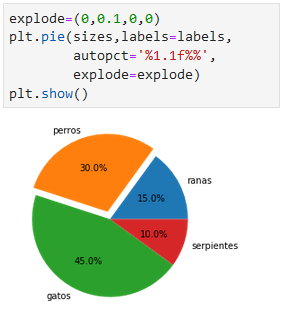 explode=(0,0.1,0,0)
plt.pie(sizes,labels=labels,
autopct='%1.1f%%',
explode=explode)
plt.show()
perros
30.0%
ranas
15.0%
10.0%
serpientes
45.0%
gatos